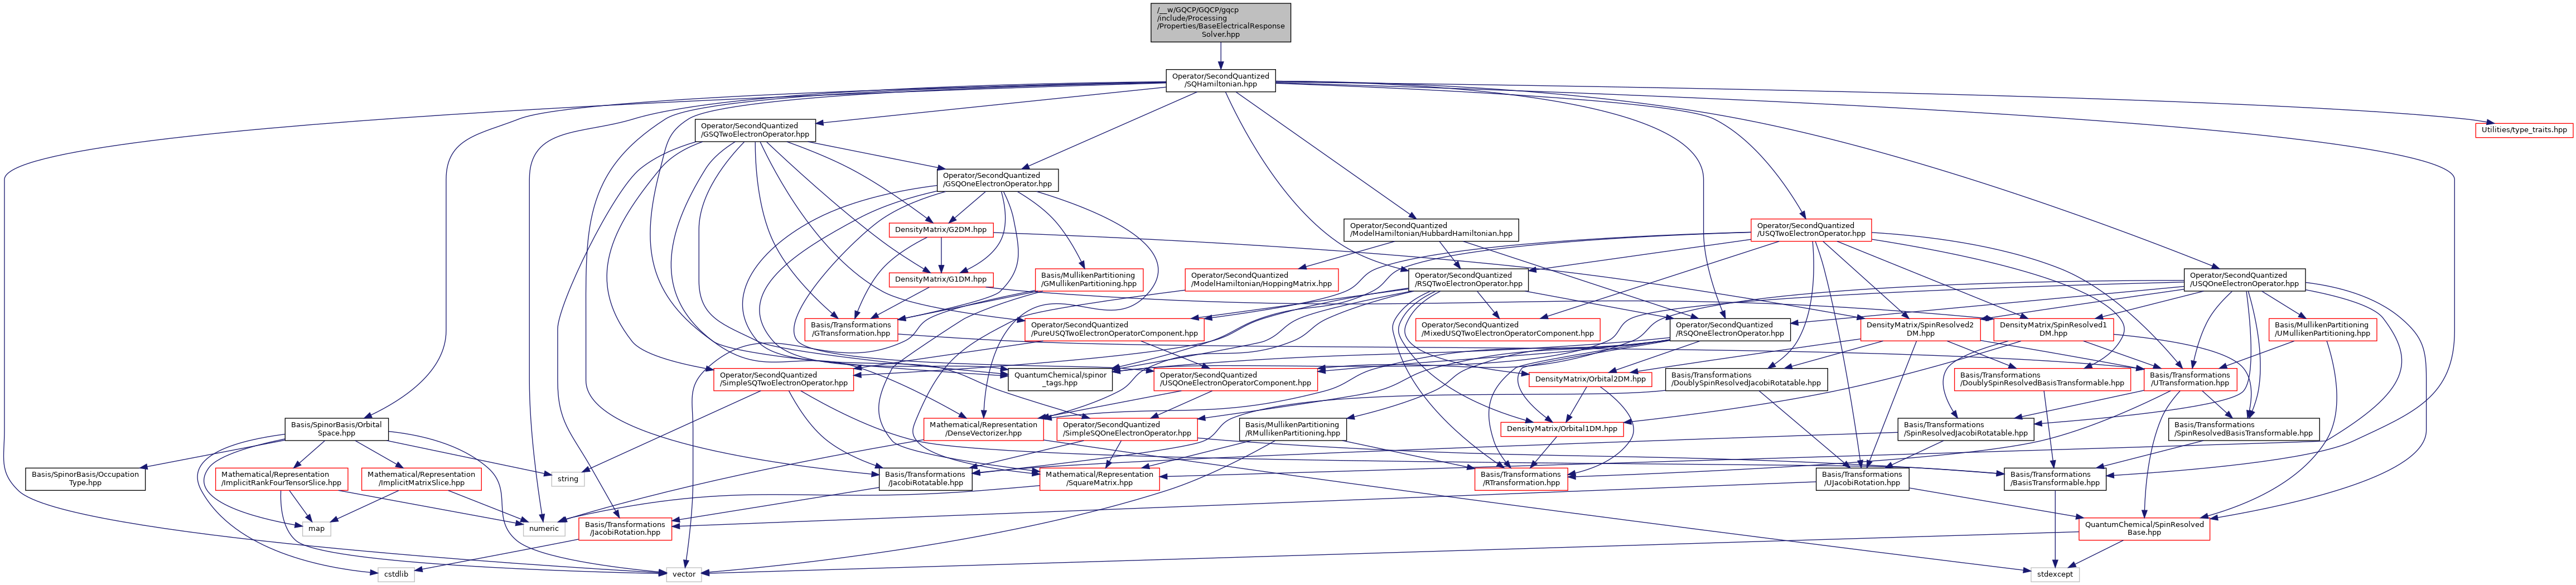 /__w/GQCP/GQCP/gqcp
/include/Processing
/Properties/BaseElectricalResponse
Solver.hpp
Operator/SecondQuantized
/SQHamiltonian.hpp
Operator/SecondQuantized
/GSQTwoElectronOperator.hpp
Utilities/type_traits.hpp
Operator/SecondQuantized
/GSQOneElectronOperator.hpp
DensityMatrix/G2DM.hpp
Operator/SecondQuantized
/ModelHamiltonian/HubbardHamiltonian.hpp
Operator/SecondQuantized
/USQTwoElectronOperator.hpp
DensityMatrix/G1DM.hpp
Basis/MullikenPartitioning
/GMullikenPartitioning.hpp
Operator/SecondQuantized
/ModelHamiltonian/HoppingMatrix.hpp
Operator/SecondQuantized
/RSQTwoElectronOperator.hpp
Operator/SecondQuantized
/USQOneElectronOperator.hpp
Basis/Transformations
/GTransformation.hpp
Operator/SecondQuantized
/PureUSQTwoElectronOperatorComponent.hpp
Operator/SecondQuantized
/MixedUSQTwoElectronOperatorComponent.hpp
Operator/SecondQuantized
/RSQOneElectronOperator.hpp
DensityMatrix/SpinResolved2
DM.hpp
DensityMatrix/SpinResolved1
DM.hpp
Basis/MullikenPartitioning
/UMullikenPartitioning.hpp
Operator/SecondQuantized
/SimpleSQTwoElectronOperator.hpp
QuantumChemical/spinor
_tags.hpp
Operator/SecondQuantized
/USQOneElectronOperatorComponent.hpp
DensityMatrix/Orbital2DM.hpp
Basis/Transformations
/DoublySpinResolvedJacobiRotatable.hpp
Basis/Transformations
/DoublySpinResolvedBasisTransformable.hpp
Basis/Transformations
/UTransformation.hpp
Basis/SpinorBasis/Orbital
Space.hpp
Mathematical/Representation
/DenseVectorizer.hpp
Operator/SecondQuantized
/SimpleSQOneElectronOperator.hpp
Basis/MullikenPartitioning
/RMullikenPartitioning.hpp
DensityMatrix/Orbital1DM.hpp
Basis/Transformations
/SpinResolvedJacobiRotatable.hpp
Basis/Transformations
/SpinResolvedBasisTransformable.hpp
Basis/SpinorBasis/Occupation
Type.hpp
Mathematical/Representation
/ImplicitRankFourTensorSlice.hpp
Mathematical/Representation
/ImplicitMatrixSlice.hpp
string
Basis/Transformations
/JacobiRotatable.hpp
Mathematical/Representation
/SquareMatrix.hpp
Basis/Transformations
/RTransformation.hpp
Basis/Transformations
/UJacobiRotation.hpp
Basis/Transformations
/BasisTransformable.hpp
map
numeric
Basis/Transformations
/JacobiRotation.hpp
QuantumChemical/SpinResolved
Base.hpp
cstdlib
vector
stdexcept